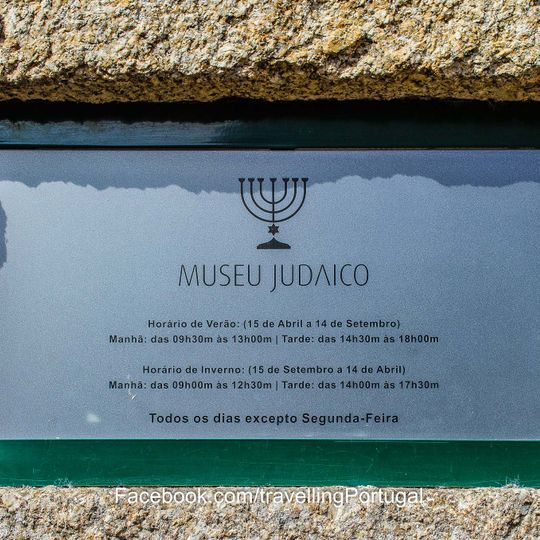 MUSEU JUDAICO
Horário de Verão: (15 de Abril a 14 de Setembro)
Manhã: das 09h30m às 13h00m | Tarde: das 14h30m às 18h00m
Horário de Inverno: (15 de Setembro a 14 de Abril)
Manhã: das 09h00m às 12h30m | Tarde: das 14h00m às 17h30m
Todos os dias excepto Segunda-Feira
Facebook.com/travellingPortugal